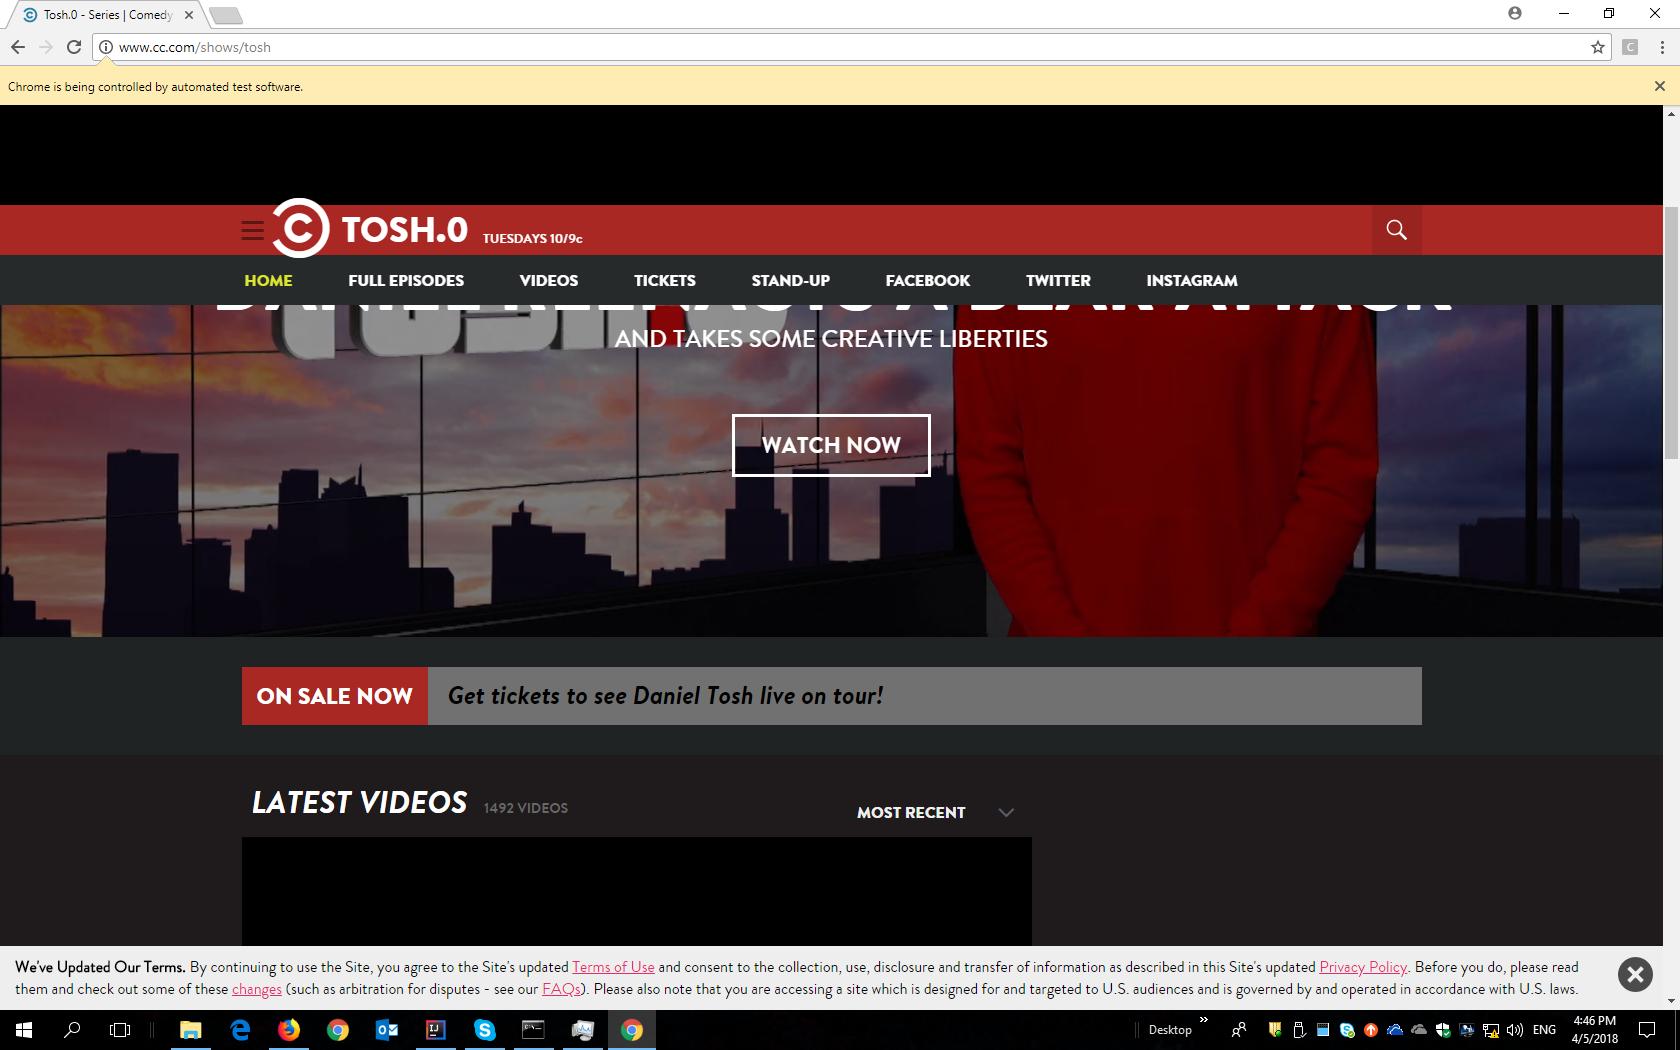 Tosh.0 - Series | Comedy
www.cc.com/shows/tosh
Chrome is being controlled by automated test software.
TOSH.0 TUESDAYS 10/9c
HOME FULL EPISODES VIDEOS TICKETS STAND-UP FACEBOOK TWITTER INSTAGRAM
AND TAKES SOME CREATIVE LIBERTIES
WATCH NOW
ON SALE NOW Get tickets to see Daniel Tosh live on tour!
LATEST VIDEOS 1492 VIDEOS MOST RECENT
We've Updated Our Terms. By continuing to use the Site, you agree to the Site's updated Terms of Use and consent to the collection, use, disclosure and transfer of information as described in this Site's updated Privacy Policy. Before you do, please read
them and check out some of these changes (such as arbitration for disputes - see our FAQs). Please also note that you are accessing a site which is designed for and targeted to U.S. audiences and is governed by and operated in accordance with U.S. laws.
Desktop ENG 4:46 PM
4/5/2018